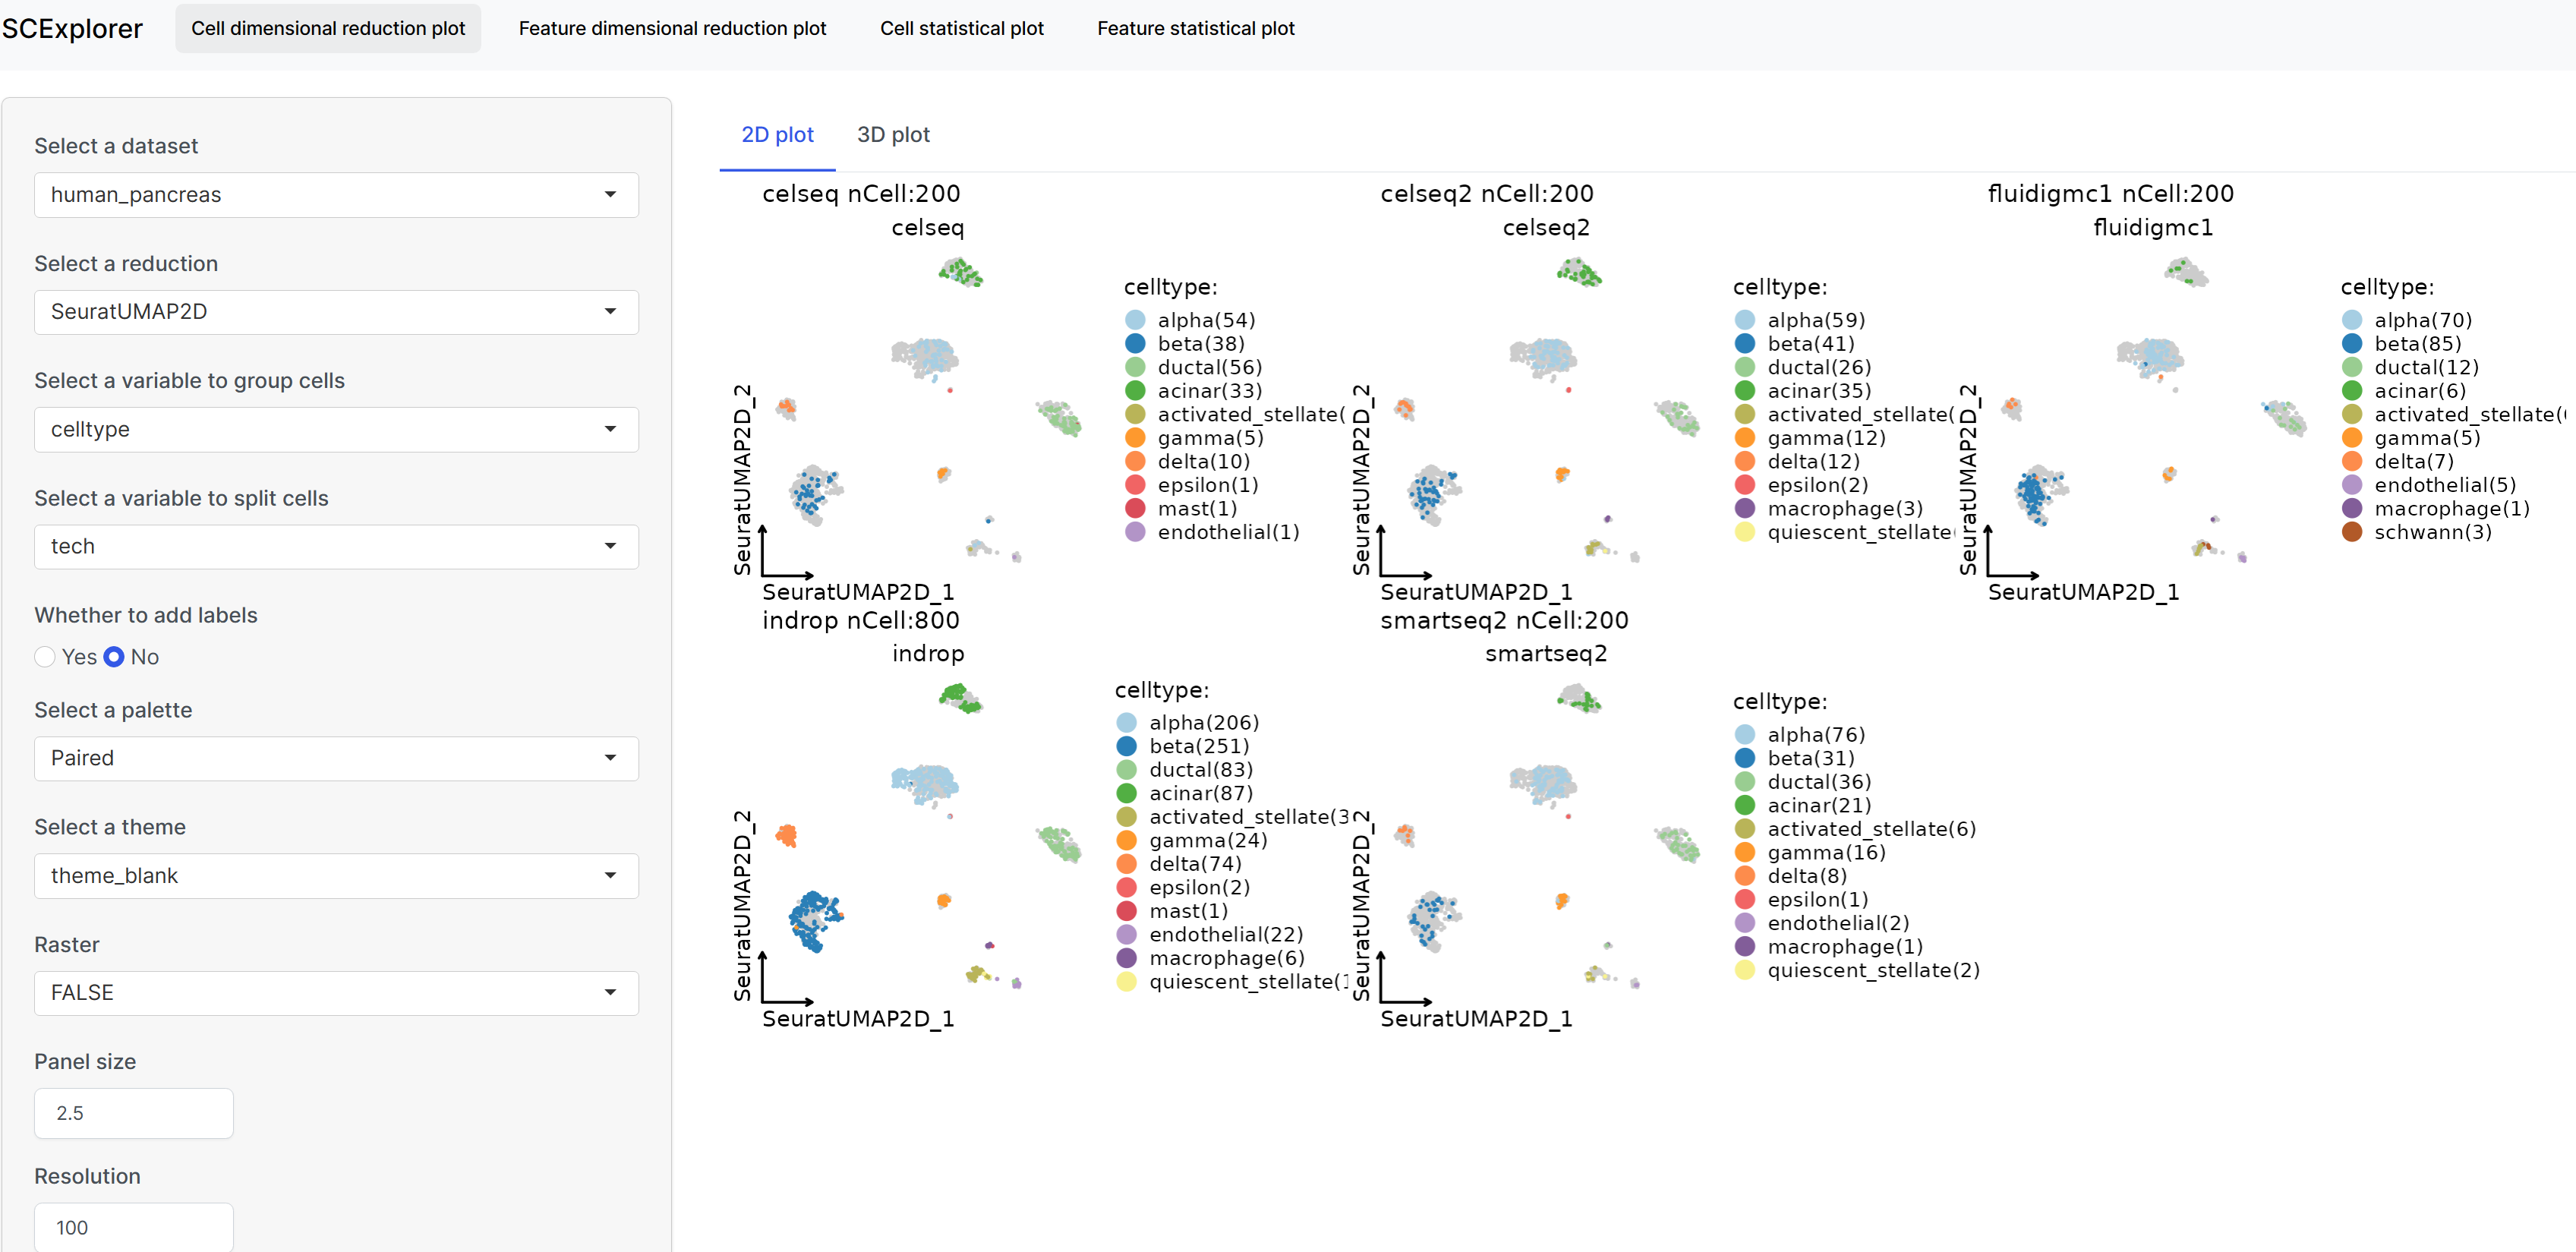 SCExplorer
Cell dimensional reduction plot
Feature dimensional reduction plot
Cell statistical plot
Feature statistical plot
Select a dataset
human_pancreas
Select a reduction
SeuratUMAP2D
Select a variable to group cells
celltype
Select a variable to split cells
tech
Whether to add labels
Yes
No
Select a palette
Paired
Select a theme
theme_blank
Raster
FALSE
Panel size
2.5
Resolution
100
2D plot
3D plot
celseq nCell:200
celseq
SeuratUMAP2D_2
SeuratUMAP2D_1
celltype:
alpha(54)
beta(38)
ductal(56)
acinar(33)
activated_stellate(
gamma(5)
delta(10)
epsilon(1)
mast(1)
endothelial(1)
celseq2 nCell:200
celseq2
SeuratUMAP2D_2
SeuratUMAP2D_1
celltype:
alpha(59)
beta(41)
ductal(26)
acinar(35)
activated_stellate(
gamma(12)
delta(12)
epsilon(2)
macrophage(3)
quiescent_stellate(
fluidigmc1 nCell:200
fluidigmc1
SeuratUMAP2D_2
SeuratUMAP2D_1
celltype:
alpha(70)
beta(85)
ductal(12)
acinar(6)
activated_stellate(
gamma(5)
delta(7)
endothelial(5)
macrophage(1)
schwann(3)
indrop nCell:800
indrop
SeuratUMAP2D_2
SeuratUMAP2D_1
celltype:
alpha(206)
beta(251)
ductal(83)
acinar(87)
activated_stellate(3
gamma(24)
delta(74)
epsilon(2)
mast(1)
endothelial(22)
macrophage(6)
quiescent_stellate(1
smartseq2 nCell:200
smartseq2
SeuratUMAP2D_2
SeuratUMAP2D_1
celltype:
alpha(76)
beta(31)
ductal(36)
acinar(21)
activated_stellate(6)
gamma(16)
delta(8)
epsilon(1)
endothelial(2)
macrophage(1)
quiescent_stellate(2)